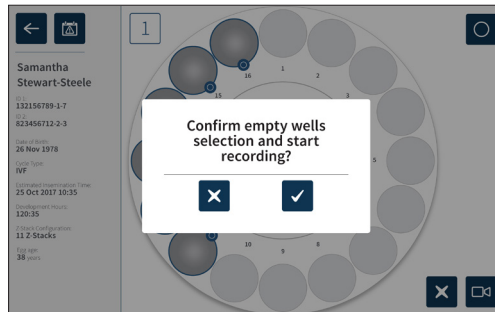 1
Samantha
Stewart-Steele
ID 1:
132156789-1-7
ID 2:
823456712-2-3
Date of Birth:
26 Nov 1978
Cycle Type:
IVF
Estimated Insemination Time:
25 Oct 2017 10:35
Development Hours:
120:35
Z-Stack Configuration:
11 Z-Stacks
Egg age:
38 years
16
1
2
15
3
5
10
9
8
Confirm empty wells
selection and start
recording?